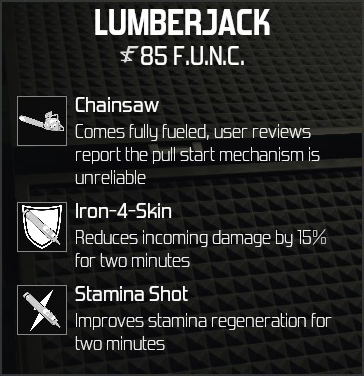 LUMBERJACK
85 F.U.N.C.
Chainsaw
Comes fully fueled, user reviews
report the pull start mechanism is
unreliable
Iron-4-Skin
Reduces incoming damage by 15%
for two minutes
Stamina Shot
Improves stamina regeneration for
two minutes